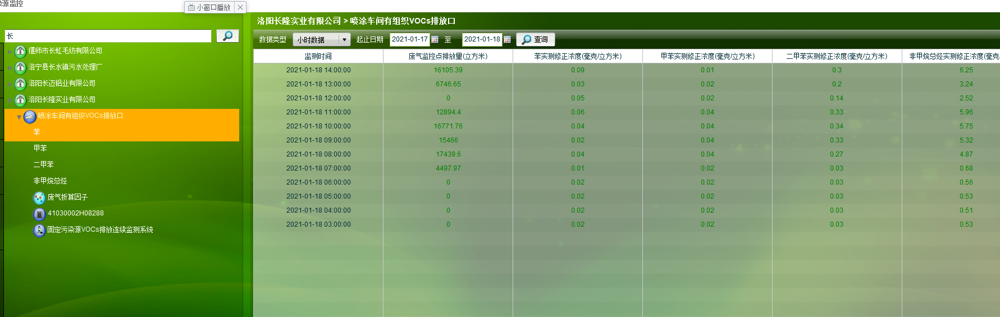 源监控
小窗口播放
洛阳长隆实业有限公司 > 喷涂车间有组织VOCs排放口
长
数据类型 小时数据 起止日期 2021-01-17 至 2021-01-18 查询
偃师市长虹毛纺有限公司
洛宁县长水镇污水处理厂
洛阳长迈铝业有限公司
洛阳长隆实业有限公司
喷涂车间有组织VOCs排放口
苯
甲苯
二甲苯
非甲烷总烃
废气折算因子
41030002H08288
固定污染源VOCs排放连续监测系统
监测时间 废气监控点排放量(立方米) 苯实测修正浓度(毫克/立方米) 甲苯实测修正浓度(毫克/立方米) 二甲苯实测修正浓度(毫克/立方米) 非甲烷总烃实测修正浓度(毫克/
2021-01-18 14:00:00 16105.39 0.09 0.01 0.3 6.25
2021-01-18 13:00:00 6746.65 0.03 0.02 0.2 3.24
2021-01-18 12:00:00 0 0.05 0.02 0.14 2.52
2021-01-18 11:00:00 12894.4 0.06 0.04 0.33 5.96
2021-01-18 10:00:00 16771.76 0.04 0.04 0.34 5.75
2021-01-18 09:00:00 15466 0.02 0.04 0.33 5.32
2021-01-18 08:00:00 17439.6 0.04 0.04 0.27 4.87
2021-01-18 07:00:00 4497.97 0.01 0.02 0.03 0.68
2021-01-18 06:00:00 0 0.02 0.02 0.03 0.56
2021-01-18 05:00:00 0 0.02 0.02 0.03 0.53
2021-01-18 04:00:00 0 0.02 0.02 0.03 0.51
2021-01-18 03:00:00 0 0.02 0.02 0.03 0.53